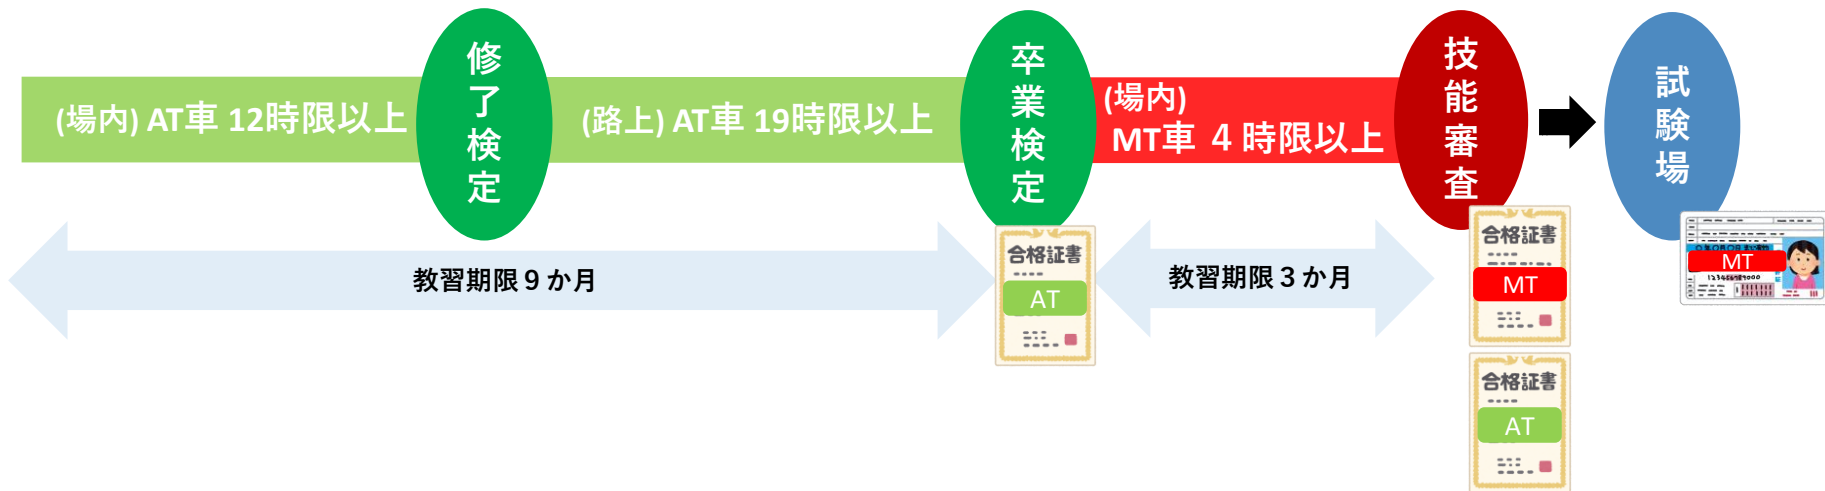 (場内) AT車 12時限以上
修了検定
(路上) AT車 19時限以上
卒業検定
(場内)
MT車 4時限以上
技能審査
試験場
教習期限9か月
教習期限3か月
合格証書
AT
合格証書
MT
合格証書
AT
MT